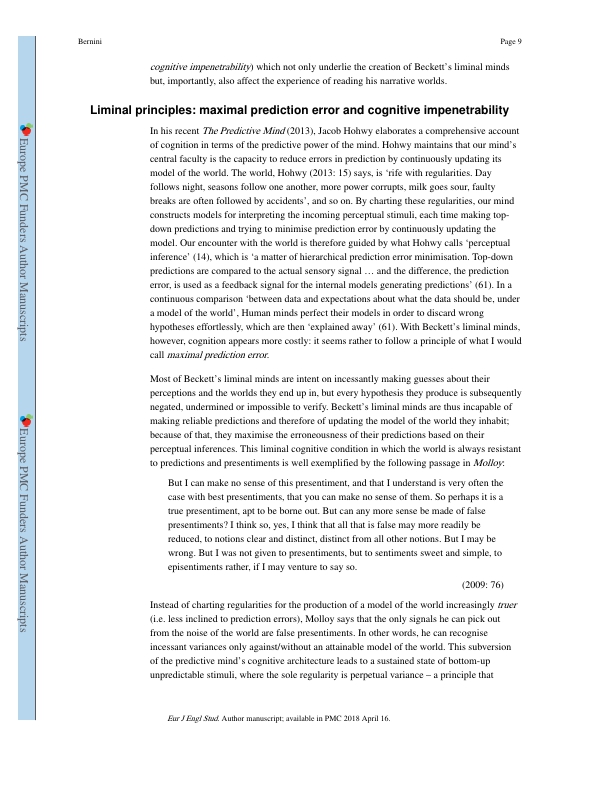 Bernini
Page 9
cognitive impenetrability) which not only underlie the creation of Beckett's liminal minds
but, importantly, also affect the experience of reading his narrative worlds.
Liminal principles: maximal prediction error and cognitive impenetrability
In his recent The Predictive Mind (2013), Jacob Hohwy elaborates a comprehensive account
of cognition in terms of the predictive power of the mind. Hohwy maintains that our mind's
central faculty is the capacity to reduce errors in prediction by continuously updating its
model of the world. The world, Hohwy (2013: 15) says, is 'rife with regularities. Day
follows night, seasons follow one another, more power corrupts, milk goes sour, faulty
breaks are often followed by accidents', and so on. By charting these regularities, our mind
constructs models for interpreting the incoming perceptual stimuli, each time making top-
down predictions and trying to minimise prediction error by continuously updating the
model. Our encounter with the world is therefore guided by what Hohwy calls 'perceptual
inference' (14), which is 'a matter of hierarchical prediction error minimisation. Top-down
predictions are compared to the actual sensory signal … and the difference, the prediction
error, is used as a feedback signal for the internal models generating predictions' (61). In a
continuous comparison 'between data and expectations about what the data should be, under
a model of the world', Human minds perfect their models in order to discard wrong
hypotheses effortlessly, which are then 'explained away' (61). With Beckett's liminal minds,
however, cognition appears more costly: it seems rather to follow a principle of what I would
call maximal prediction error.
Most of Beckett's liminal minds are intent on incessantly making guesses about their
perceptions and the worlds they end up in, but every hypothesis they produce is subsequently
negated, undermined or impossible to verify. Beckett's liminal minds are thus incapable of
making reliable predictions and therefore of updating the model of the world they inhabit;
because of that, they maximise the erroneousness of their predictions based on their
perceptual inferences. This liminal cognitive condition in which the world is always resistant
to predictions and presentiments is well exemplified by the following passage in Molloy:
But I can make no sense of this presentiment, and that I understand is very often the
case with best presentiments, that you can make no sense of them. So perhaps it is a
true presentiment, apt to be borne out. But can any more sense be made of false
presentiments? I think so, yes, I think that all that is false may more readily be
reduced, to notions clear and distinct, distinct from all other notions. But I may be
wrong. But I was not given to presentiments, but to sentiments sweet and simple, to
episentiments rather, if I may venture to say so.
(2009: 76)
Instead of charting regularities for the production of a model of the world increasingly truer
(i.e. less inclined to prediction errors), Molloy says that the only signals he can pick out
from the noise of the world are false presentiments. In other words, he can recognise
incessant variances only against/without an attainable model of the world. This subversion
of the predictive mind's cognitive architecture leads to a sustained state of bottom-up
unpredictable stimuli, where the sole regularity is perpetual variance – a principle that
Eur J Engl Stud. Author manuscript; available in PMC 2018 April 16.
Europe PMC Funders Author Manuscripts
Europe PMC Funders Author Manuscripts